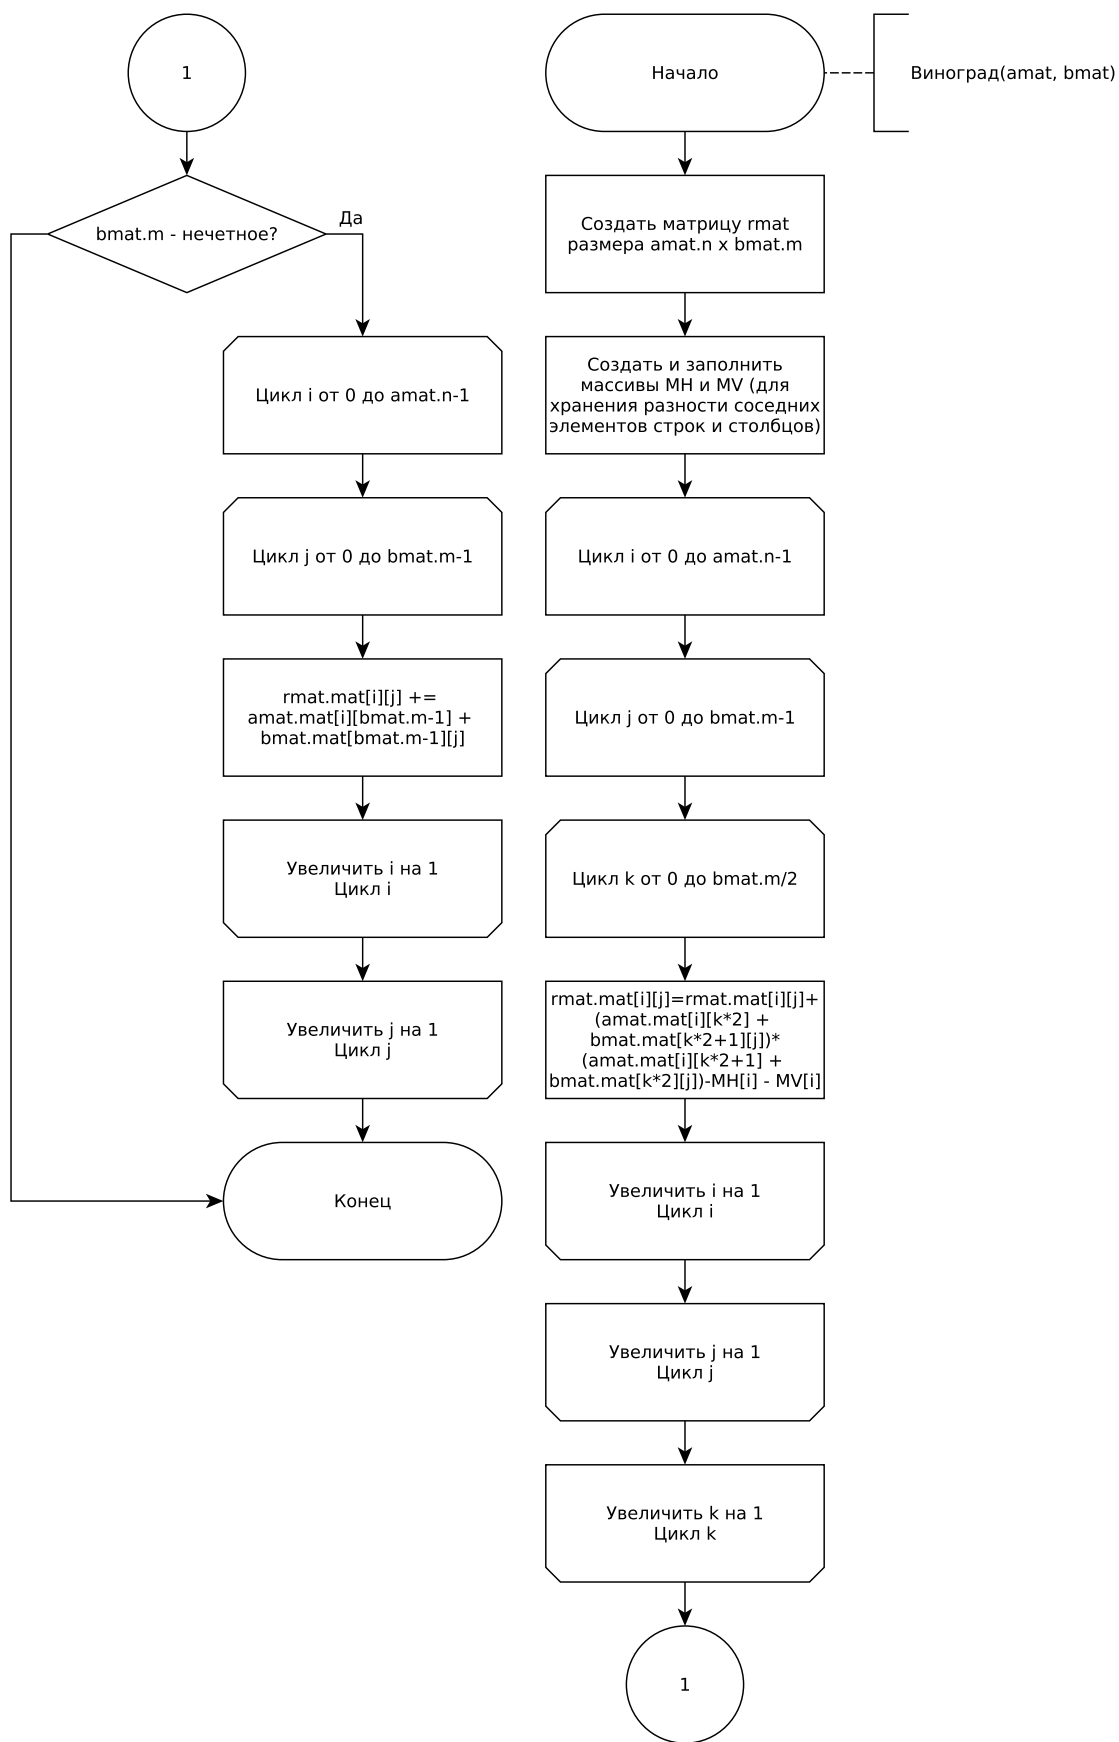 Начало
Виноград(amat, bmat)
Создать матрицу rmat
размера amat.n x bmat.m
Создать и заполнить
массивы MH и MV (для
хранения разности соседних
элементов строк и столбцов)
Цикл i от 0 до amat.n-1
Цикл j от 0 до bmat.m-1
Цикл k от 0 до bmat.m/2
rmat.mat[i][j]=rmat.mat[i][j]+
(amat.mat[i][k*2] +
bmat.mat[k*2+1][j])*
(amat.mat[i][k*2+1] +
bmat.mat[k*2][j])-MH[i] - MV[i]
Увеличить i на 1
Цикл i
Увеличить j на 1
Цикл j
Увеличить k на 1
Цикл k
1
1
bmat.m - нечетное?
Да
Цикл i от 0 до amat.n-1
Цикл j от 0 до bmat.m-1
rmat.mat[i][j] +=
amat.mat[i][bmat.m-1] +
bmat.mat[bmat.m-1][j]
Увеличить i на 1
Цикл i
Увеличить j на 1
Цикл j
Конец